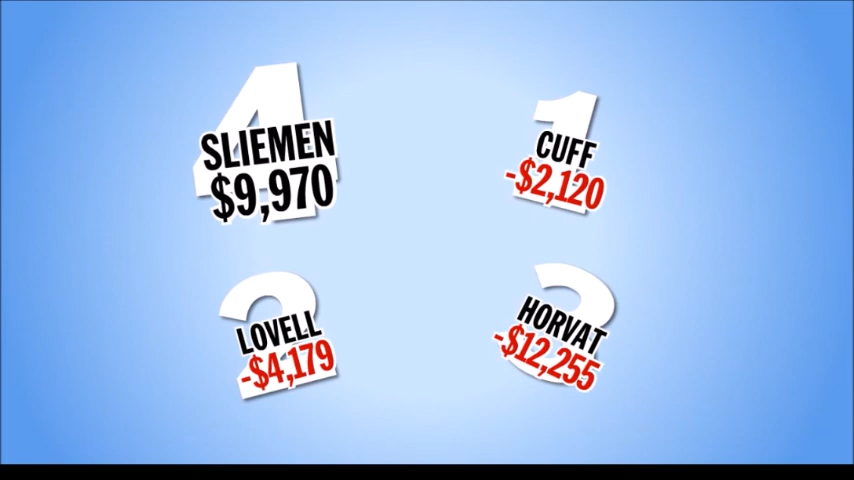 4
SLIEMEN
$9,970
1
CUFF
-$2,120
2
LOVELL
-$4,179
3
HORVAT
-$12,255